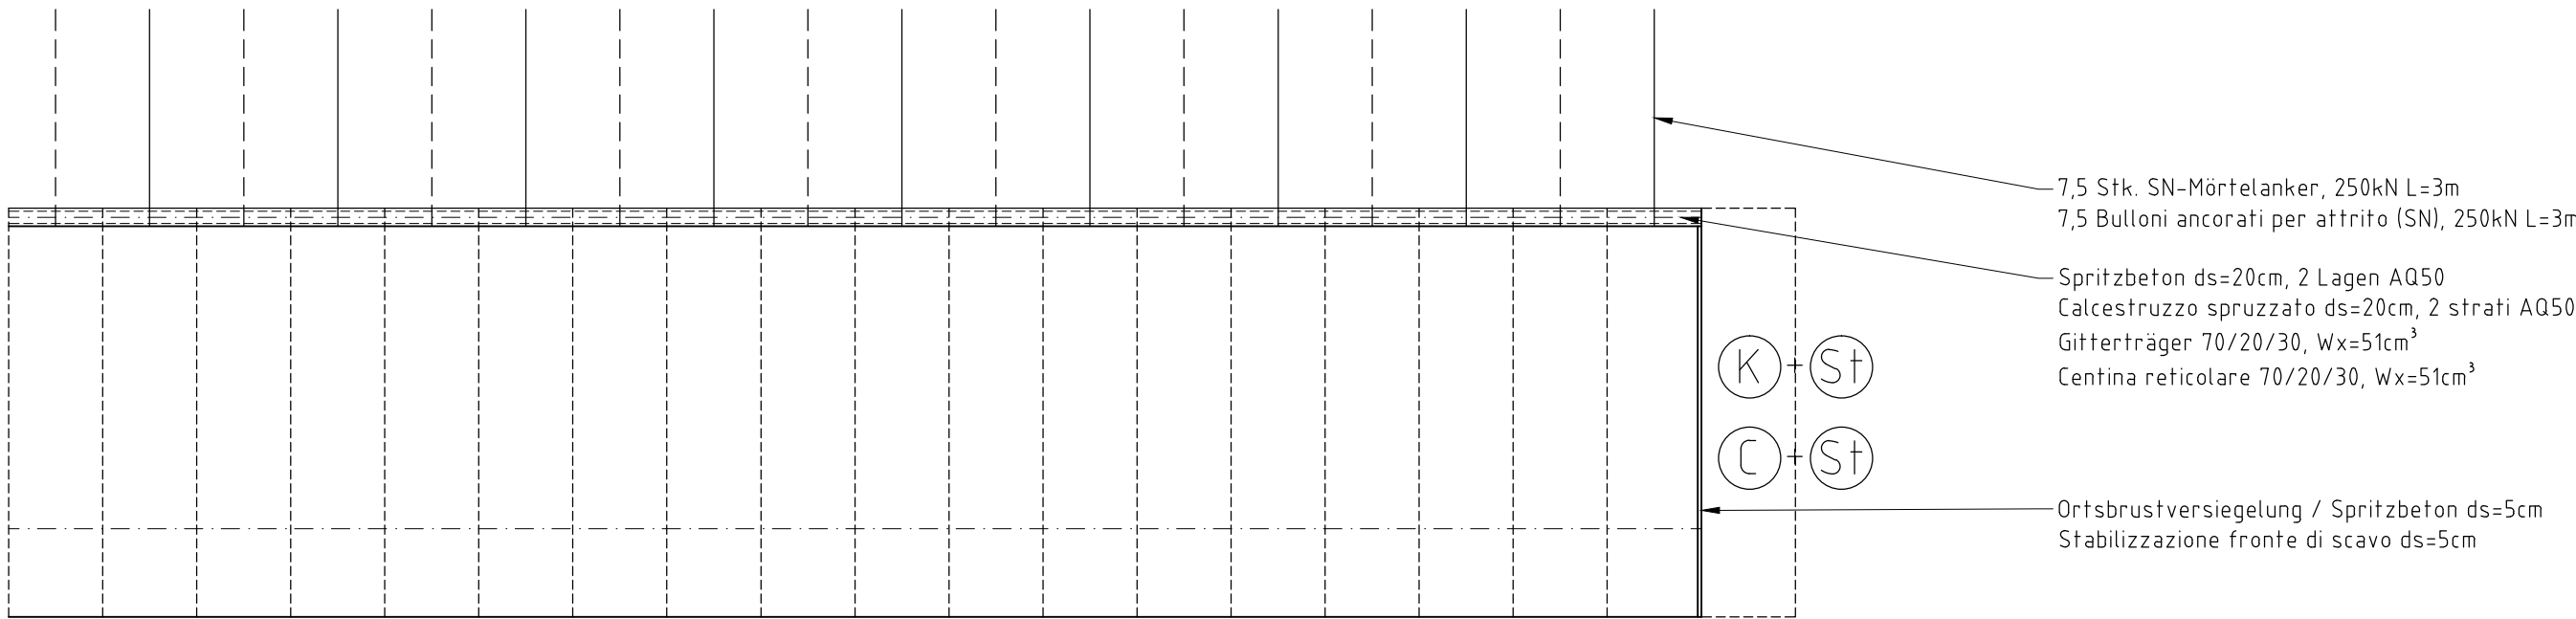 7,5 Stk. SN-Mörtelanker, 250kN L=3m
7,5 Bulloni ancorati per attrito (SN), 250kN L=3m
Spritzbeton ds=20cm, 2 Lagen AQ50
Calcestruzzo spruzzato ds=20cm, 2 strati AQ50
Gitterträger 70/20/30, Wx=51cm³
Centina reticolare 70/20/30, Wx=51cm³
K + St
C + St
Ortsbrustversiegelung / Spritzbeton ds=5cm
Stabilizzazione fronte di scavo ds=5cm